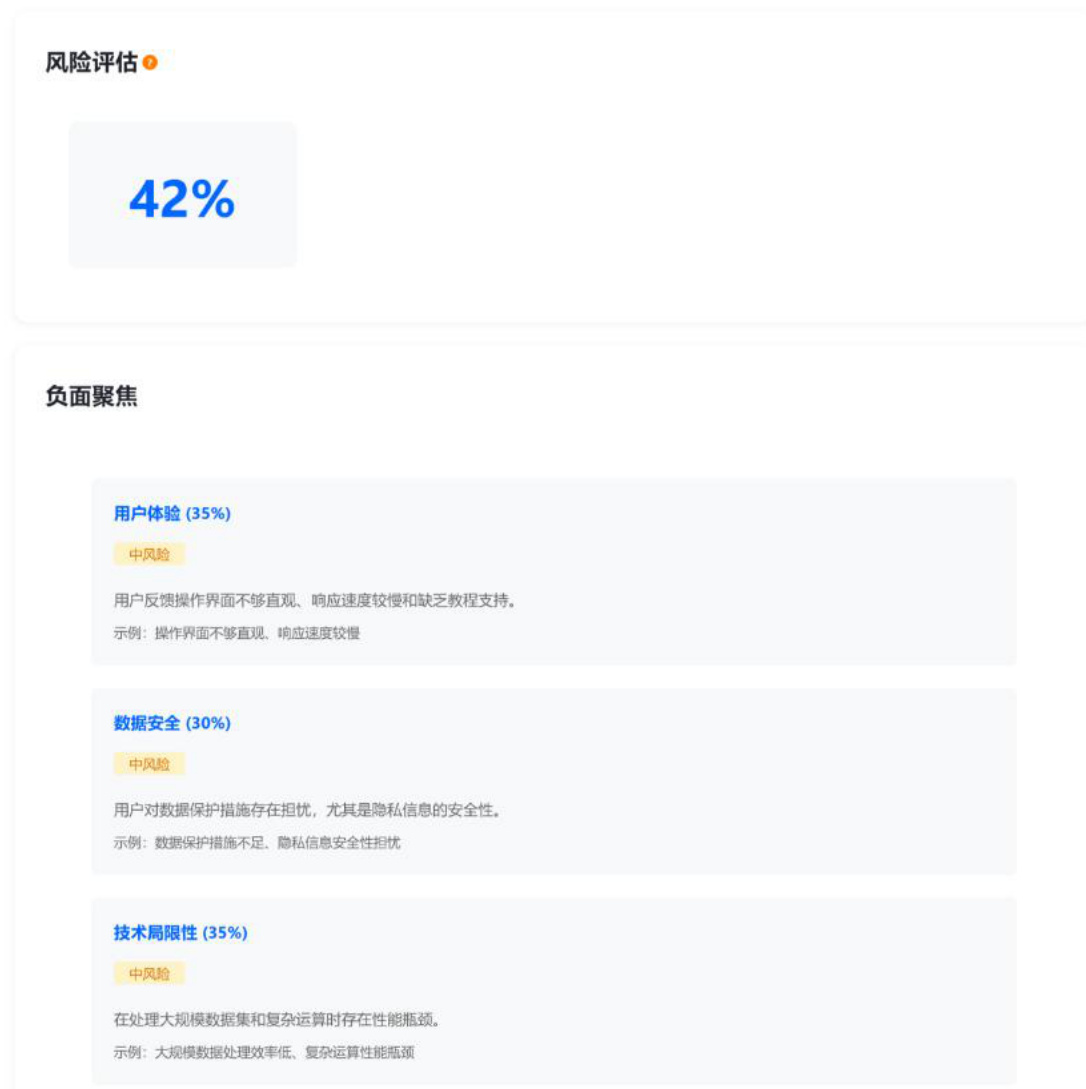 风险评估
42%
负面聚焦
用户体验 (35%)
中风险
用户反馈操作界面不够直观、响应速度较慢和缺乏教程支持。
示例：操作界面不够直观、响应速度较慢
数据安全 (30%)
中风险
用户对数据保护措施存在担忧，尤其是隐私信息的安全性。
示例：数据保护措施不足、隐私信息安全性担忧
技术局限性 (35%)
中风险
在处理大规模数据集和复杂运算时存在性能瓶颈。
示例：大规模数据处理效率低、复杂运算性能瓶颈